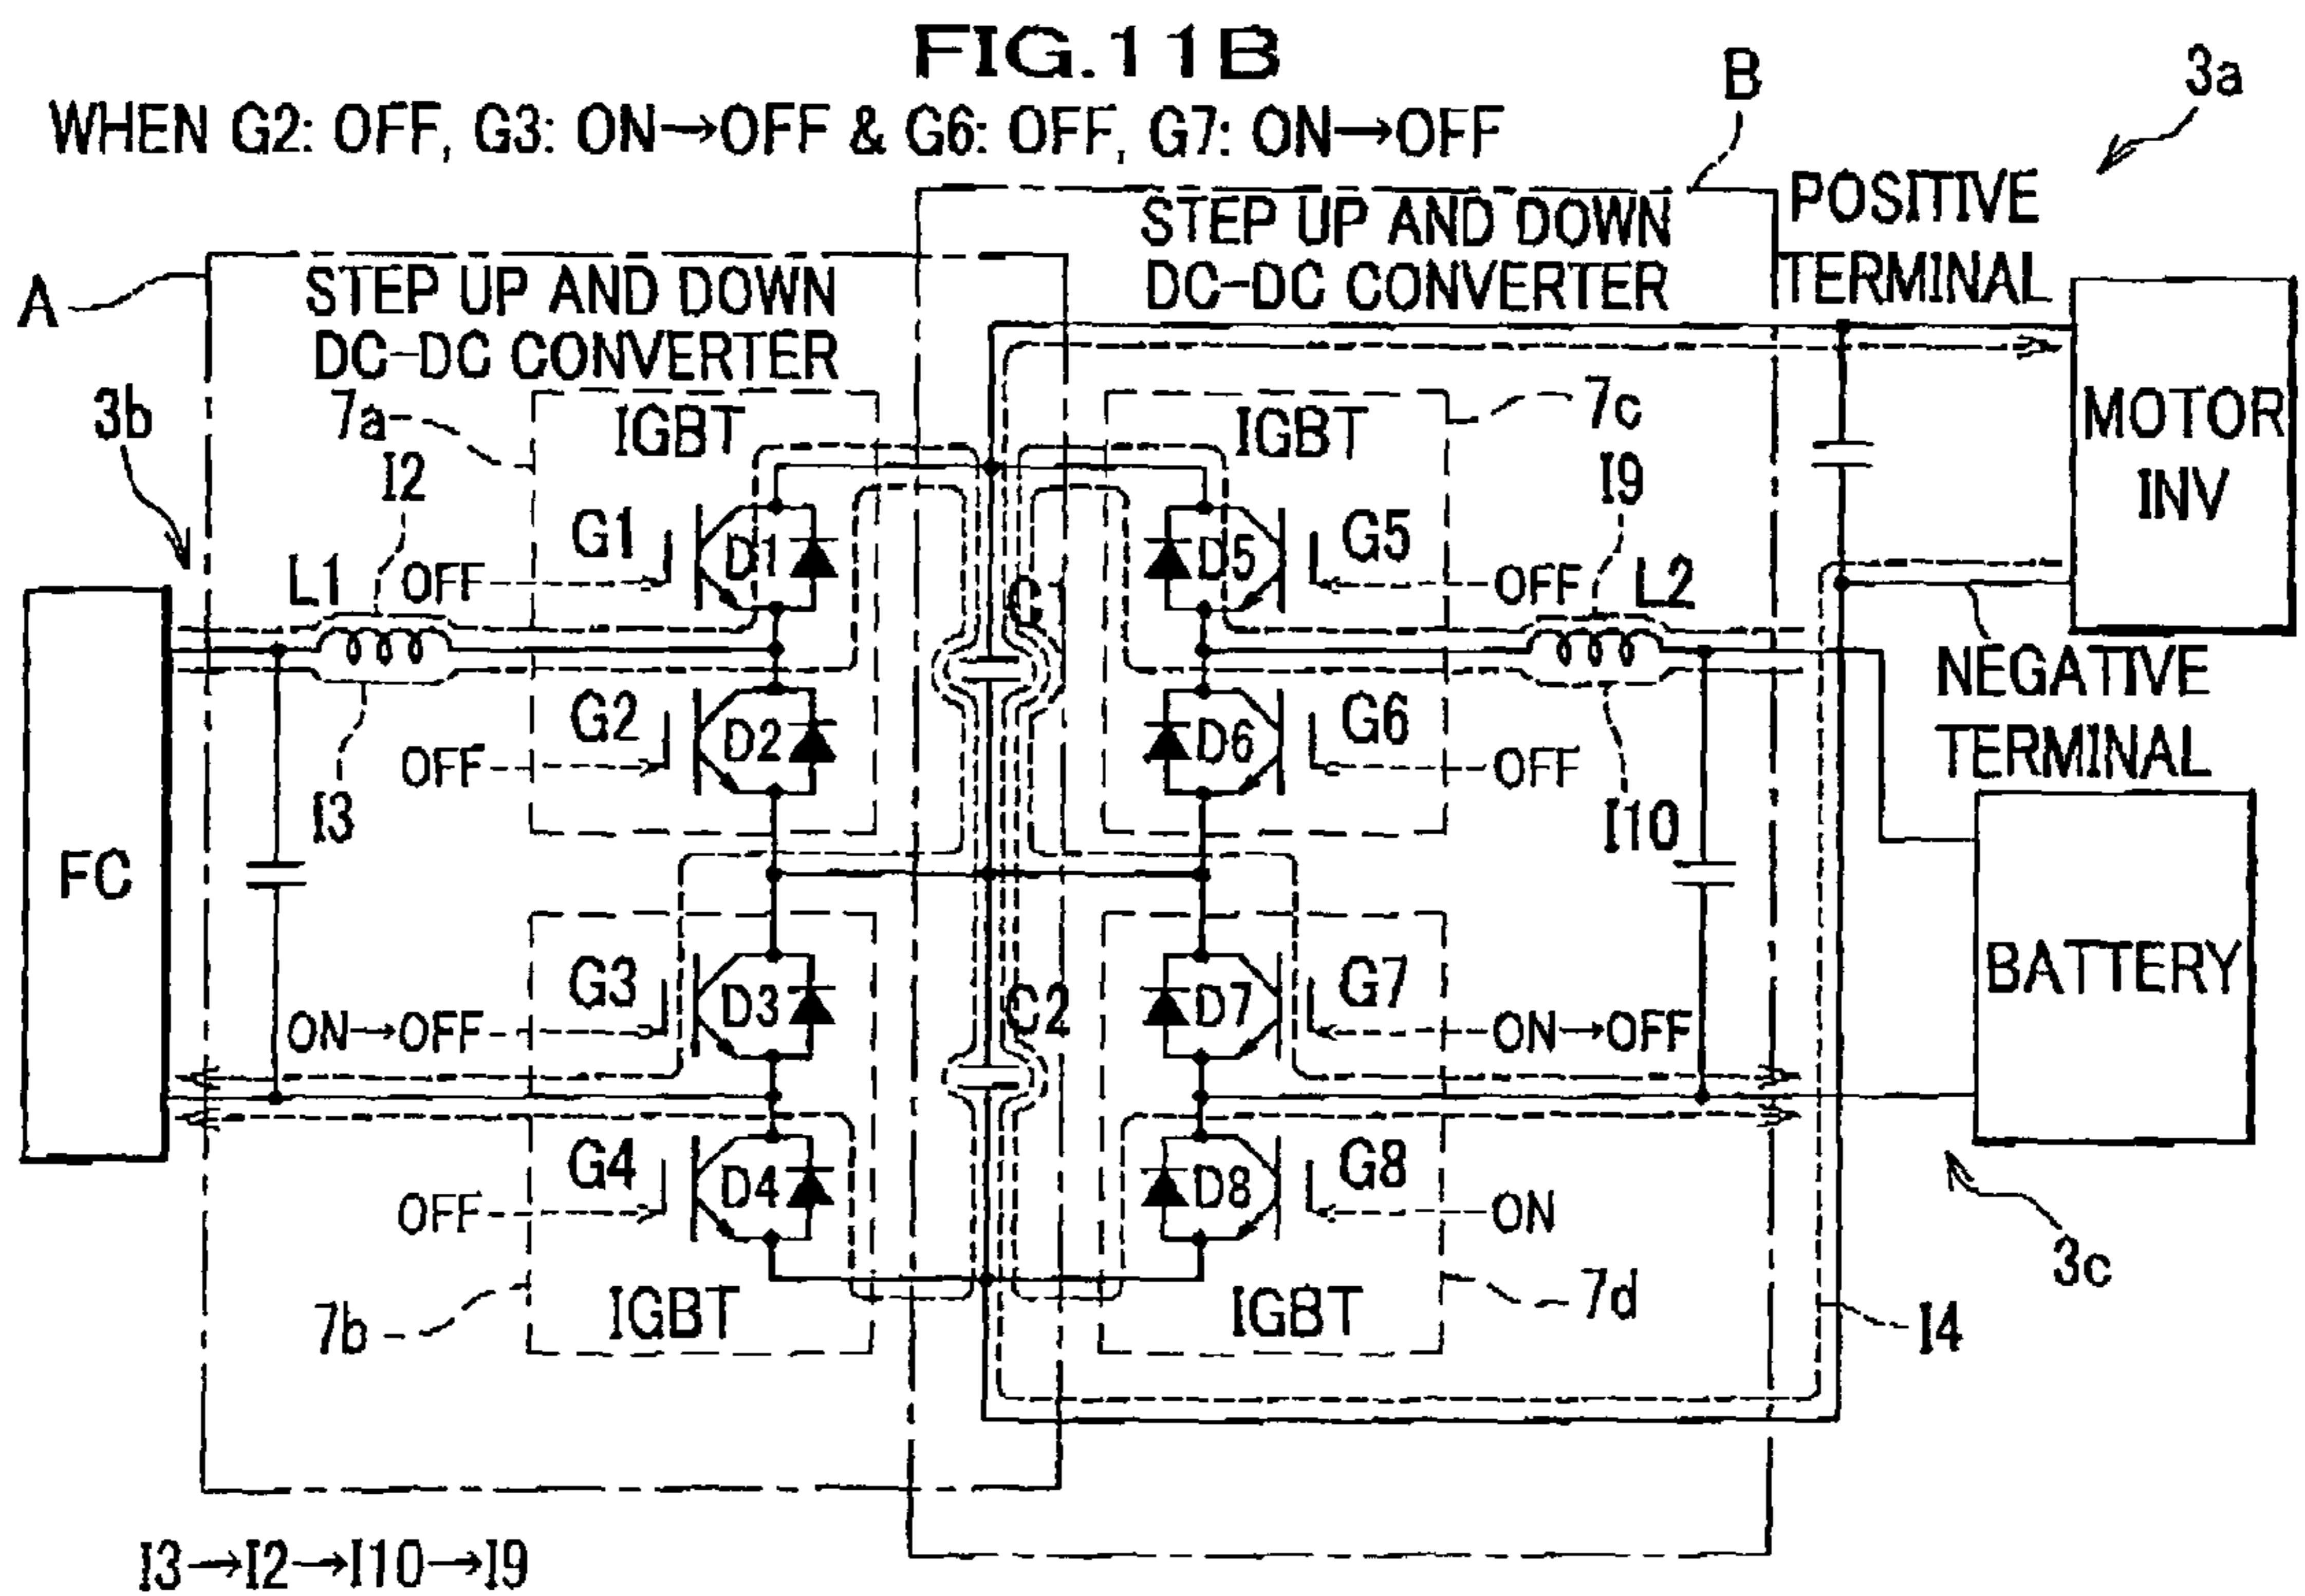 FIG.11B
WHEN G2: OFF, G3: ON→OFF & G6: OFF, G7: ON→OFF
B
3a
A
STEP UP AND DOWN
DC-DC CONVERTER
STEP UP AND DOWN
DC-DC CONVERTER
POSITIVE
TERMINAL
3b
7a
IGBT
IGBT
7c
MOTOR
INV
I2
I9
G1
D1
D5
G5
L1
OFF
C1
OFF
L2
G2
D2
D6
G6
NEGATIVE
TERMINAL
OFF
OFF
I3
I10
FC
G3
D3
C2
D7
G7
BATTERY
ON→OFF
ON→OFF
G4
D4
D8
G8
OFF
ON
3c
7b
IGBT
IGBT
7d
I4
I3→I2→I10→I9